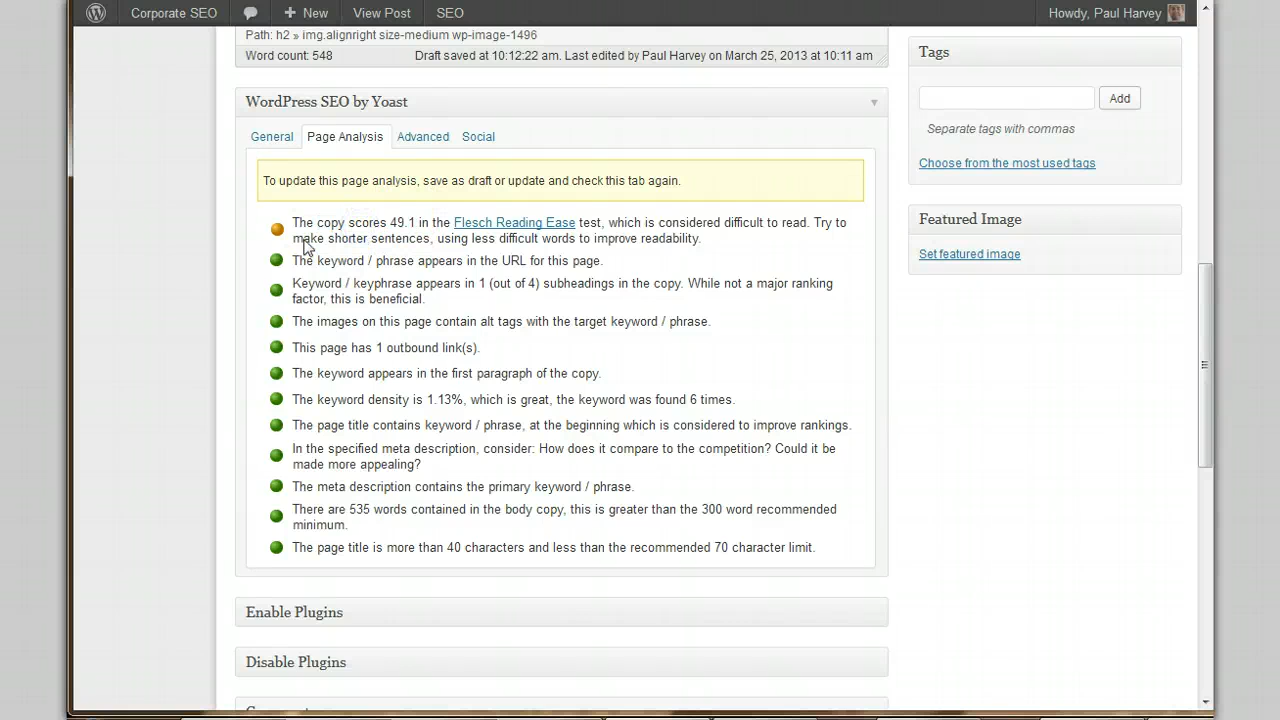 Corporate SEO New View Post SEO Howdy, Paul Harvey
Path: h2 » img.alignright size-medium wp-image-1496
Word count: 548 Draft saved at 10:12:22 am. Last edited by Paul Harvey on March 25, 2013 at 10:11 am
WordPress SEO by Yoast
General Page Analysis Advanced Social
To update this page analysis, save as draft or update and check this tab again.
The copy scores 49.1 in the Flesch Reading Ease test, which is considered difficult to read. Try to
make shorter sentences, using less difficult words to improve readability.
The keyword / phrase appears in the URL for this page.
Keyword / keyphrase appears in 1 (out of 4) subheadings in the copy. While not a major ranking
factor, this is beneficial.
The images on this page contain alt tags with the target keyword / phrase.
This page has 1 outbound link(s).
The keyword appears in the first paragraph of the copy.
The keyword density is 1.13%, which is great, the keyword was found 6 times.
The page title contains keyword / phrase, at the beginning which is considered to improve rankings.
In the specified meta description, consider: How does it compare to the competition? Could it be
made more appealing?
The meta description contains the primary keyword / phrase.
There are 535 words contained in the body copy, this is greater than the 300 word recommended
minimum.
The page title is more than 40 characters and less than the recommended 70 character limit.
Enable Plugins
Disable Plugins
Tags
Add
Separate tags with commas
Choose from the most used tags
Featured Image
Set featured image